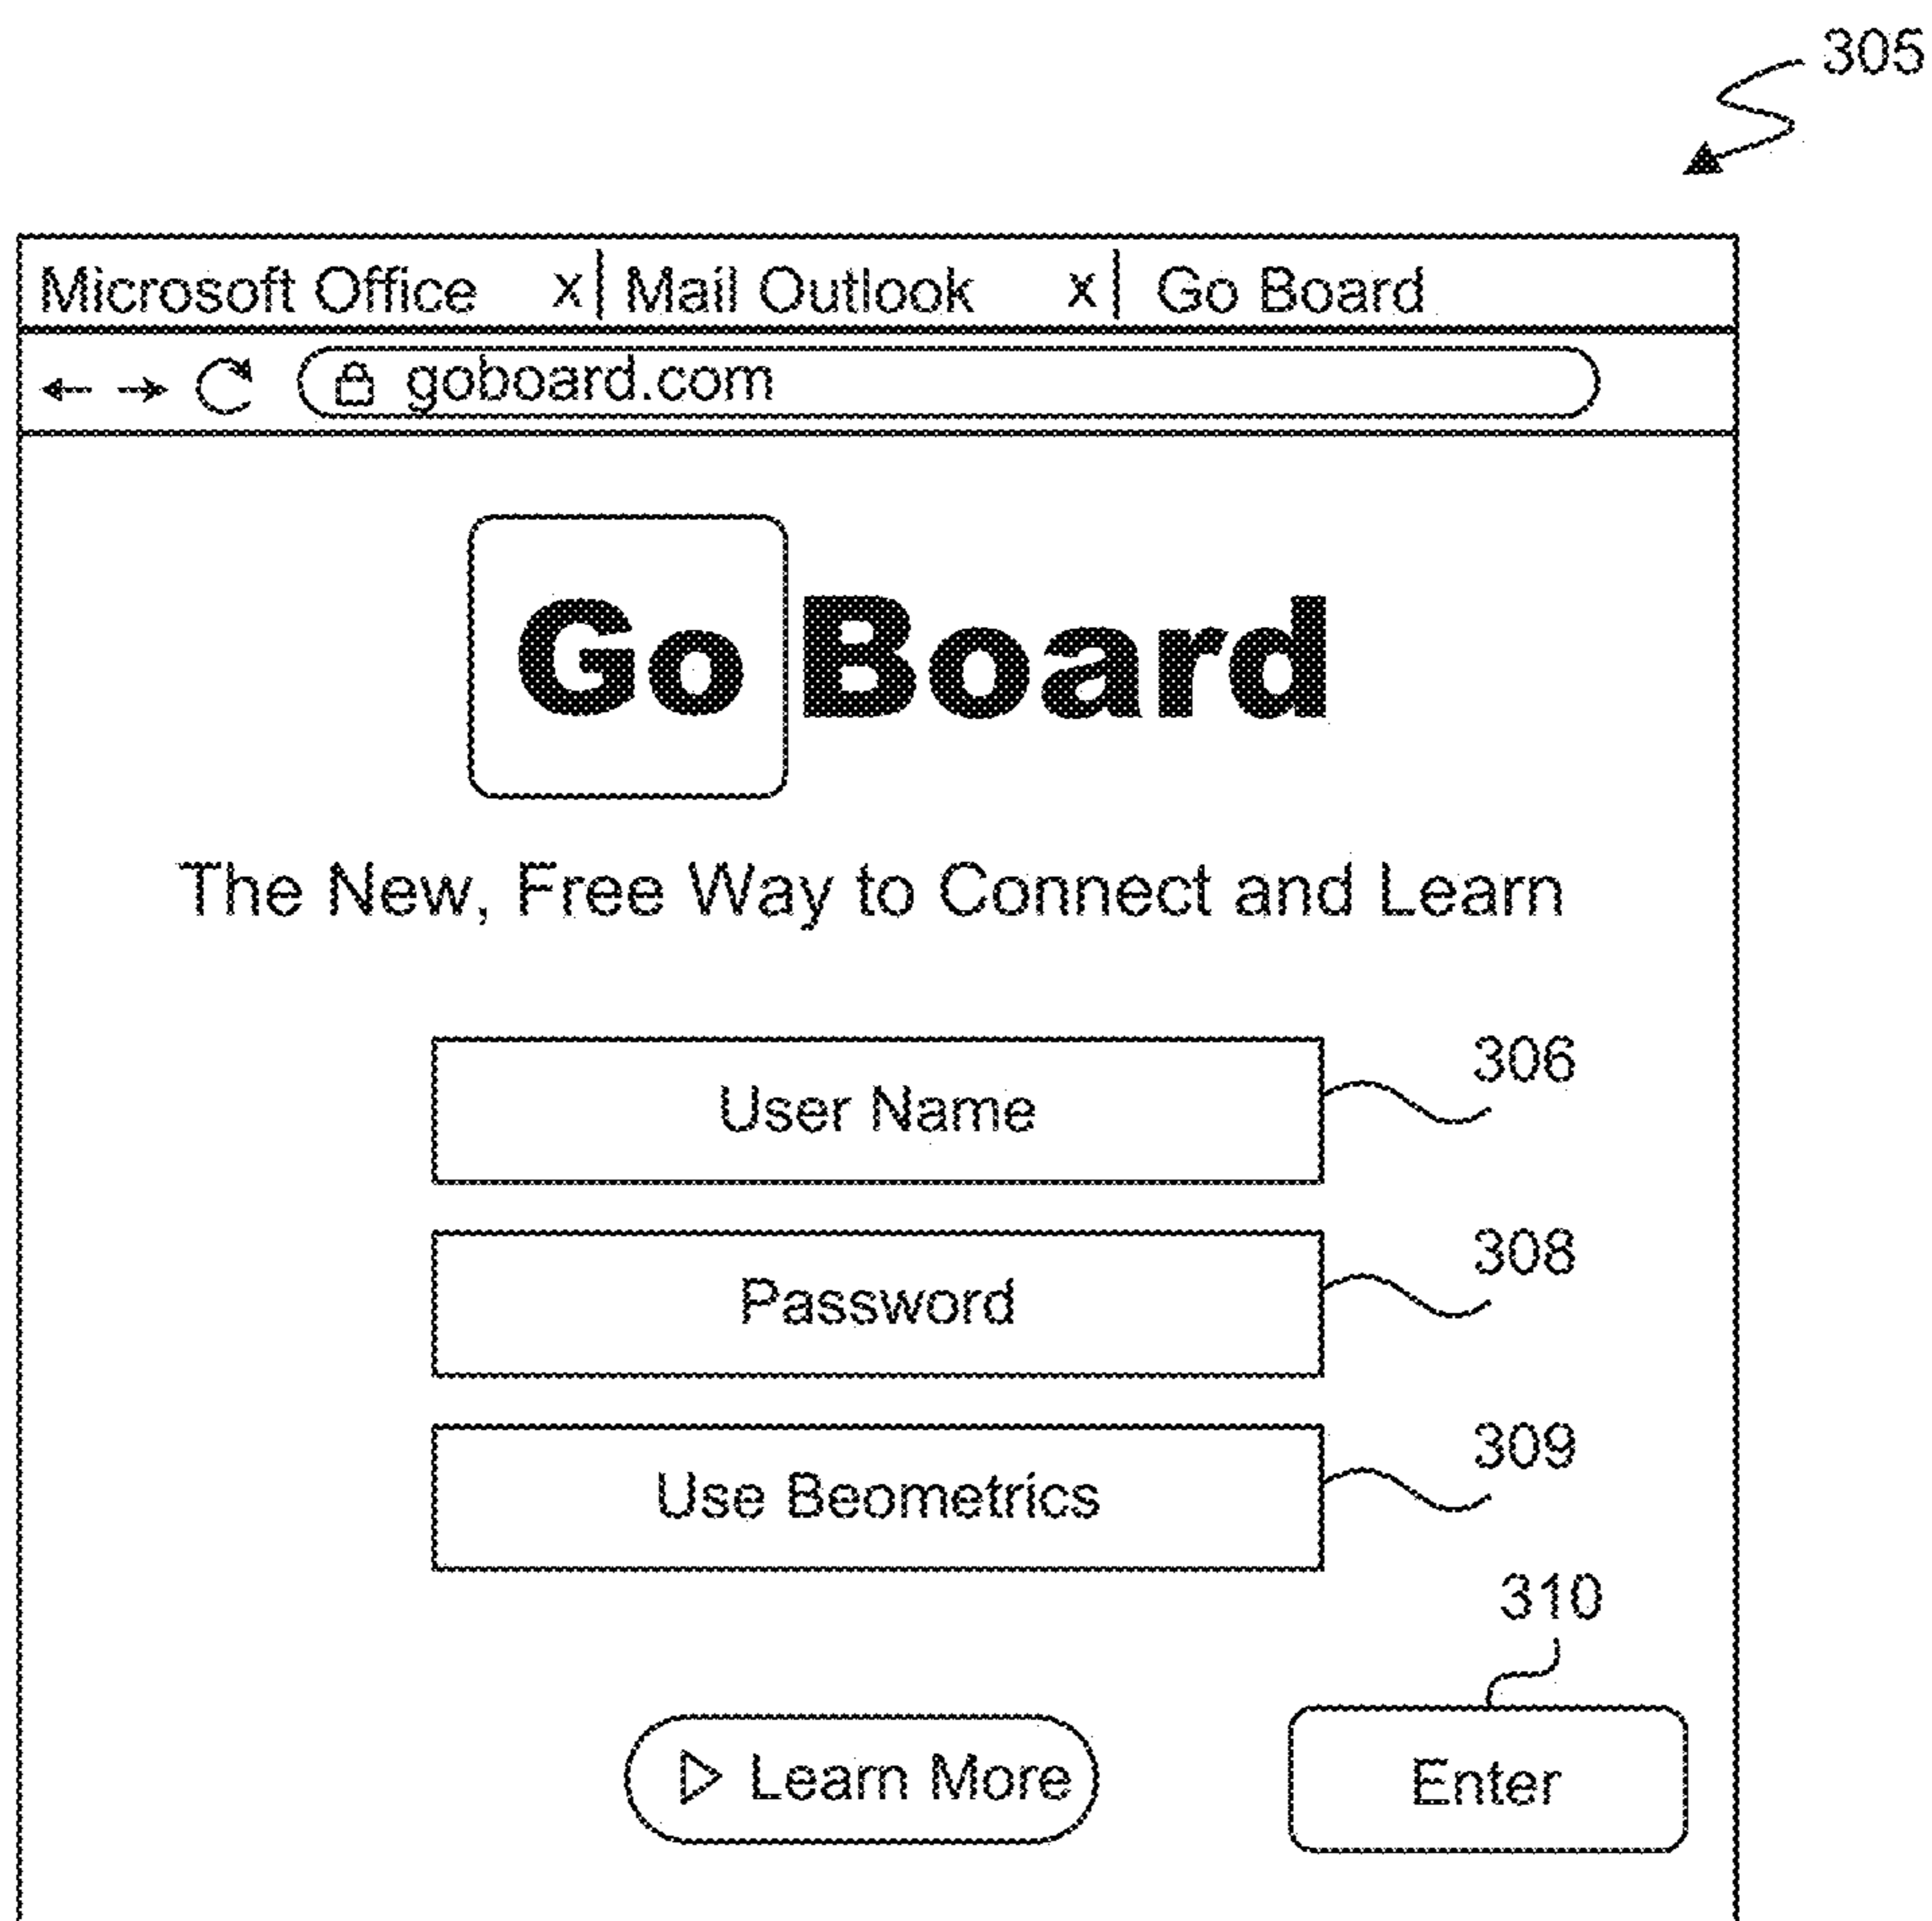 305
Microsoft Office x Mail Outlook x Go Board
goboard.com
Go Board
The New, Free Way to Connect and Learn
User Name 306
Password 308
Use Beometrics 309
310
Learn More Enter